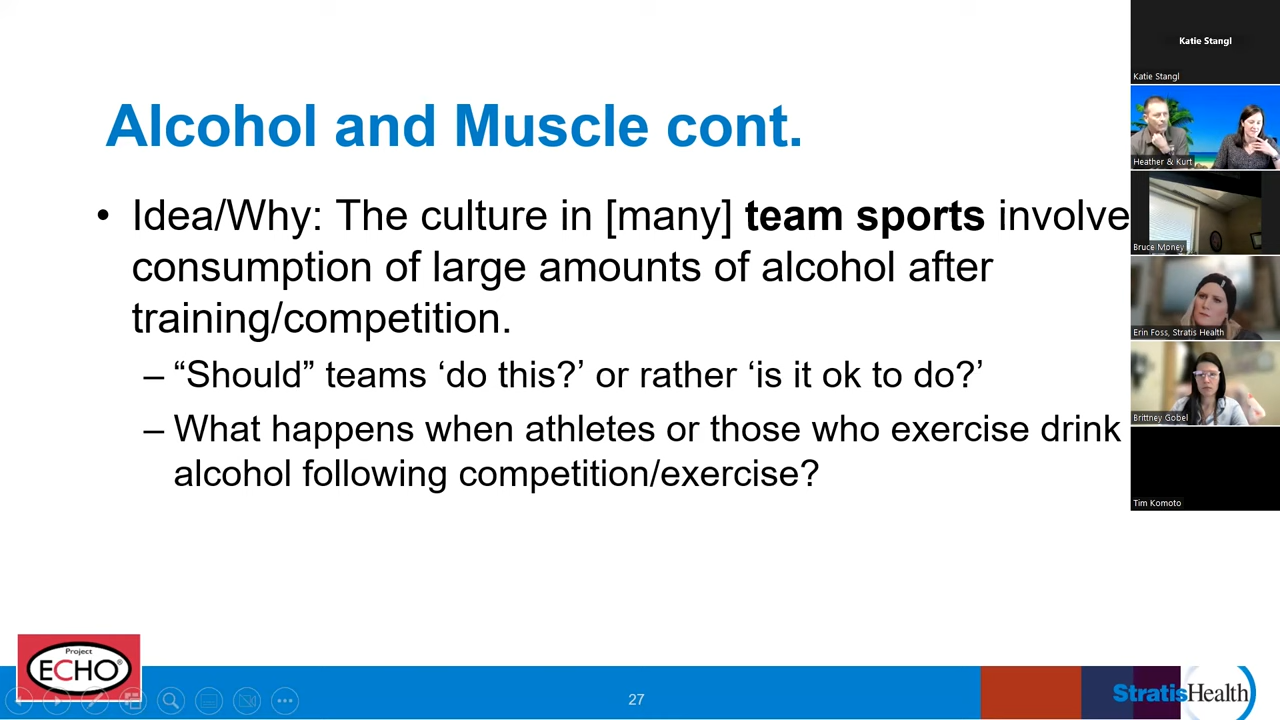 Alcohol and Muscle cont.
• Idea/Why: The culture in [many] team sports involve
consumption of large amounts of alcohol after
training/competition.
– “Should” teams ‘do this?’ or rather ‘is it ok to do?’
– What happens when athletes or those who exercise drink
alcohol following competition/exercise?
Katie Stangl
Katie Stangl
Heather & Kurt
Bruce Money
Erin Foss, Stratis Health
Brittney Gobel
Tim Komoto
Project
ECHO®
27
StratisHealth